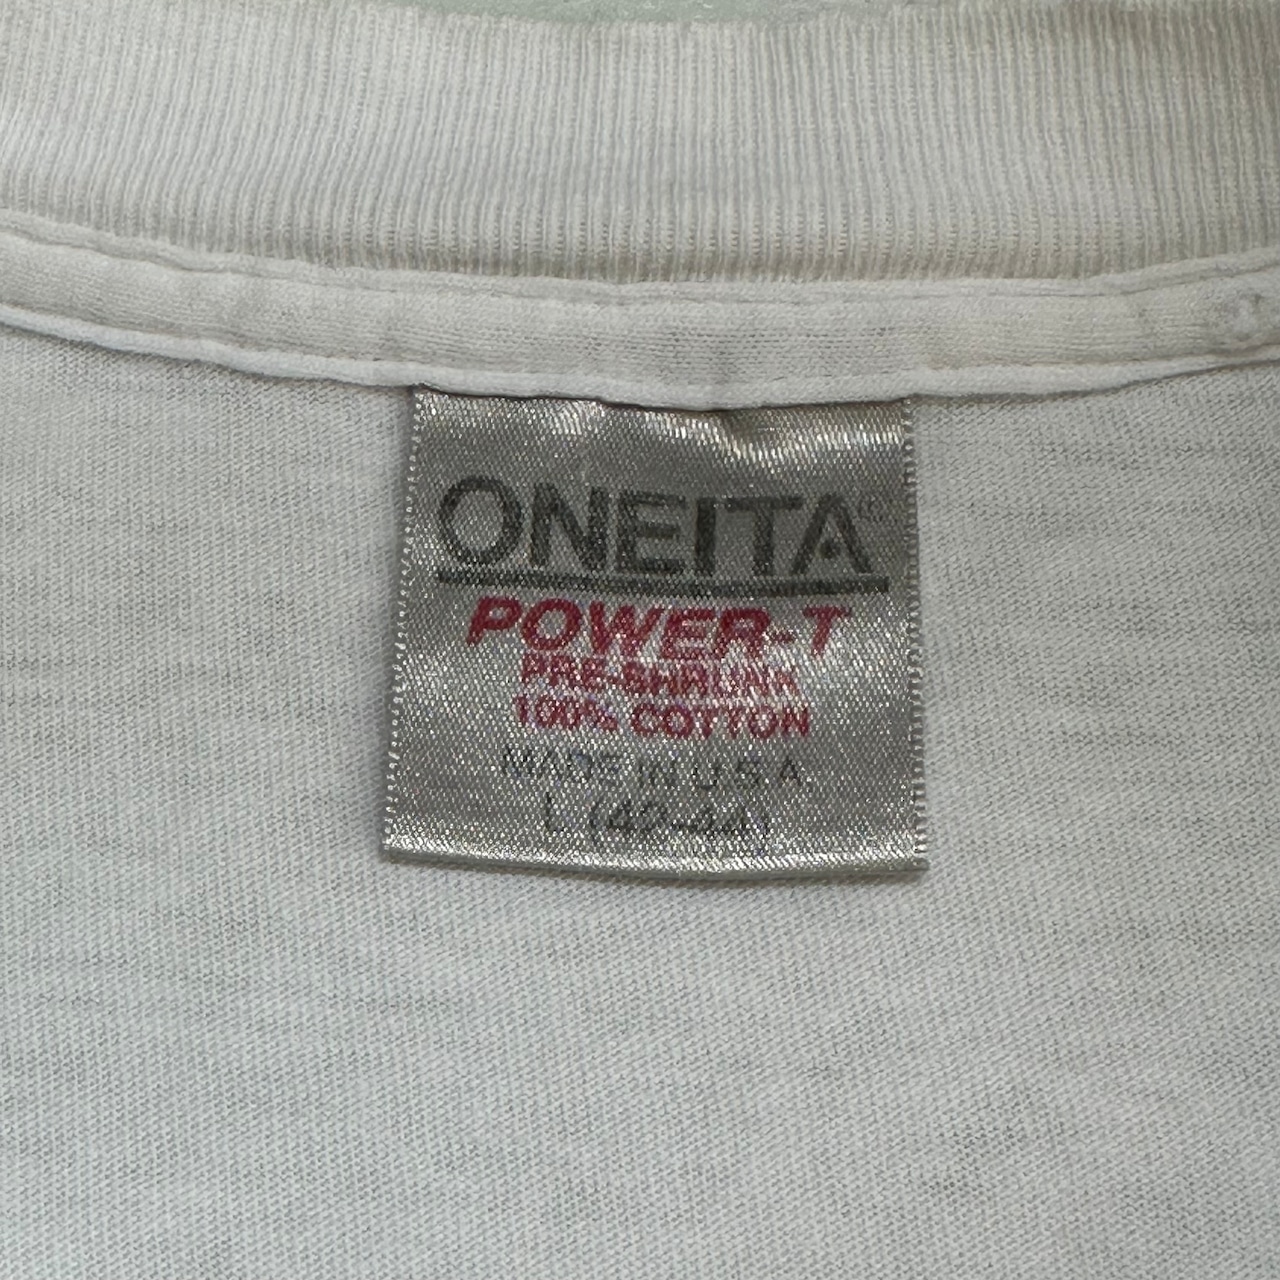 ONEITA®
POWER-T
PRE-SHRUNK
100% COTTON
MADE IN U.S.A.
L (42-44)